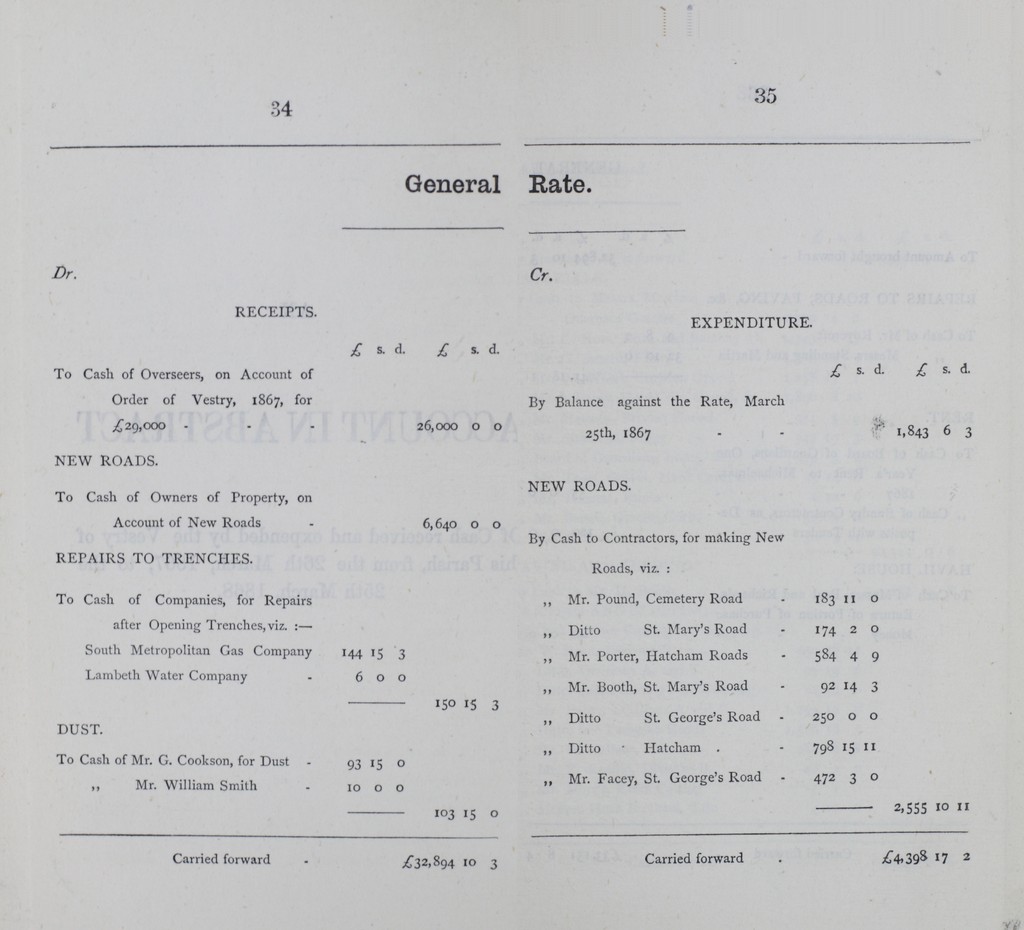 34
General
Dr.
RECEIPTS.
£ s. d. £ s. d.
To Cash of Overseers, on Account of
Order of Vestry, 1867, for
£29,000 - - - 26,000 0 0
NEW ROADS.
To Cash of Owners of Property, on
Account of New Roads - 6,640 0 0
REPAIRS TO TRENCHES.
To Cash of Companies, for Repairs
after Opening Trenches, viz. :—
South Metropolitan Gas Company 144 15 3
Lambeth Water Company - 6 0 0
150 15 3
DUST.
To Cash of Mr. G. Cookson, for Dust - 93 15 0
„ Mr. William Smith - 10 0 0
103 15 0
Carried forward - £32,894 10 3
35
Rate.
Cr.
EXPENDITURE.
£ s. d. £ s. d.
By Balance against the Rate, March
25th, 1867 - - 1,843 6 3
NEW ROADS.
By Cash to Contractors, for making New
Roads, viz. :
„ Mr. Pound, Cemetery Road 183 11 0
„ Ditto St. Mary's Road - 174 2 0
„ Mr. Porter, Hatcham Roads - 584 4 9
„ Mr. Booth, St. Mary's Road - 92 14 3
„ Ditto St. George's Road - 250 0 0
„ Ditto Hatcham . - 798 15 11
„ Mr. Facey, St. George's Road - 472 3 0
2,555 10 11
Carried forward . £4,398 17 2